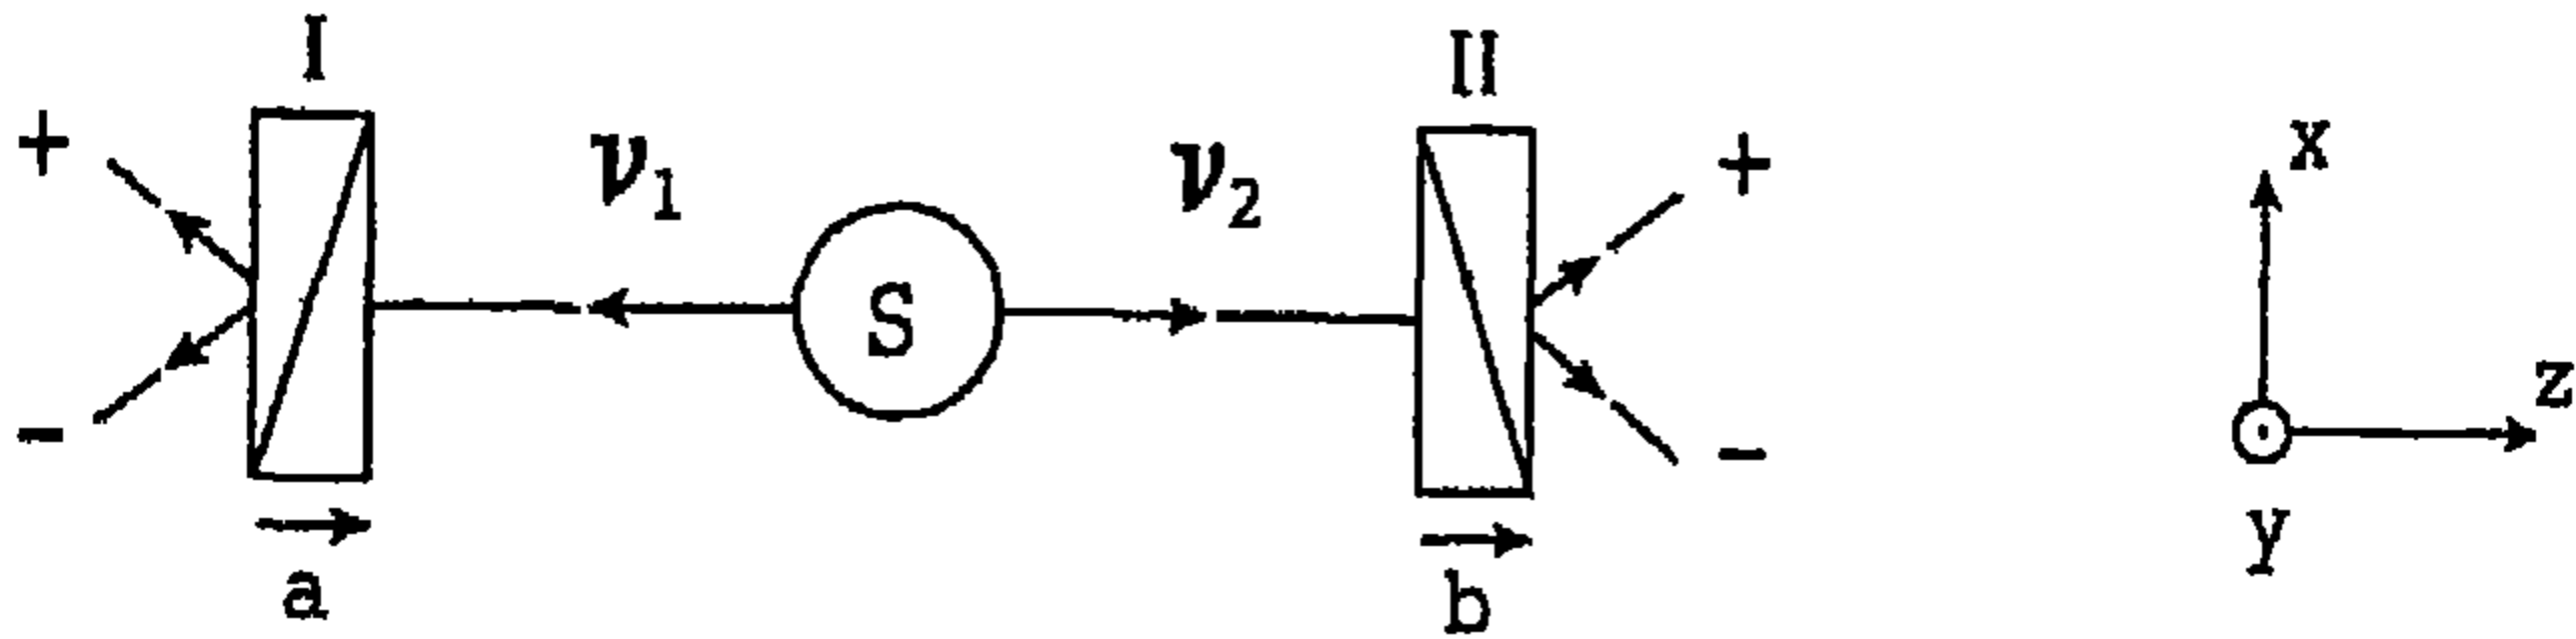 I II
+ ν₁ ν₂ + x
S
- - z
a b y